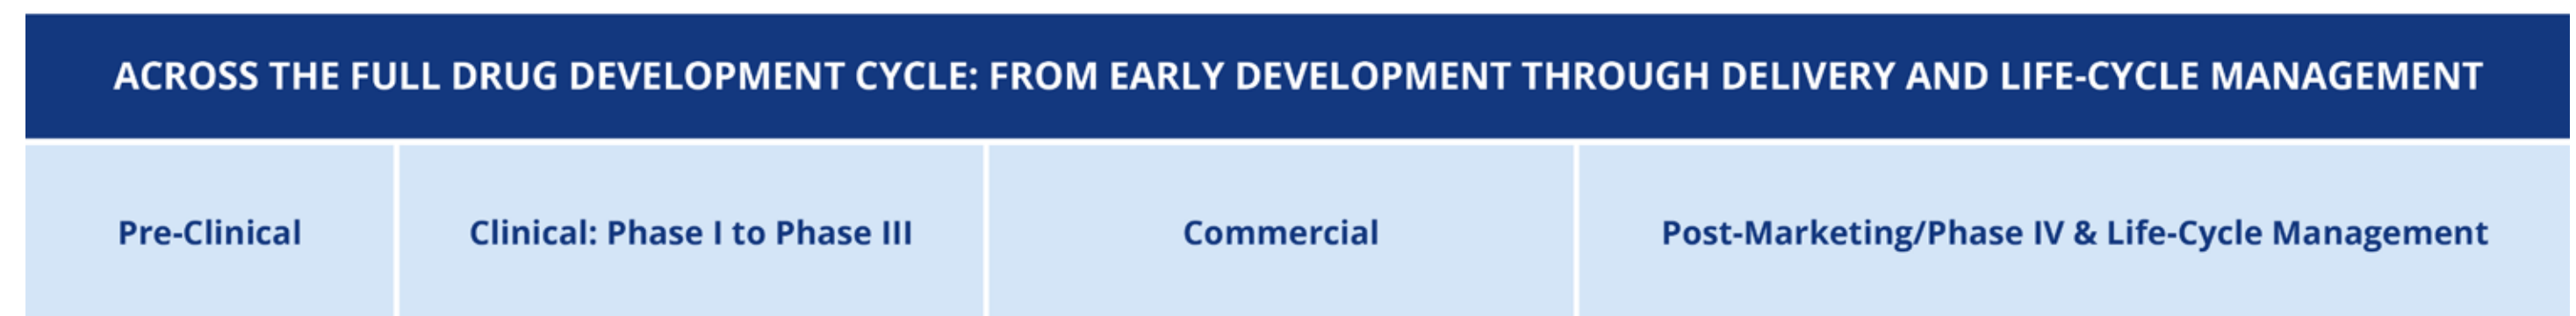 ACROSS THE FULL DRUG DEVELOPMENT CYCLE: FROM EARLY DEVELOPMENT THROUGH DELIVERY AND LIFE-CYCLE MANAGEMENT
Pre-Clinical
Clinical: Phase I to Phase III
Commercial
Post-Marketing/Phase IV & Life-Cycle Management